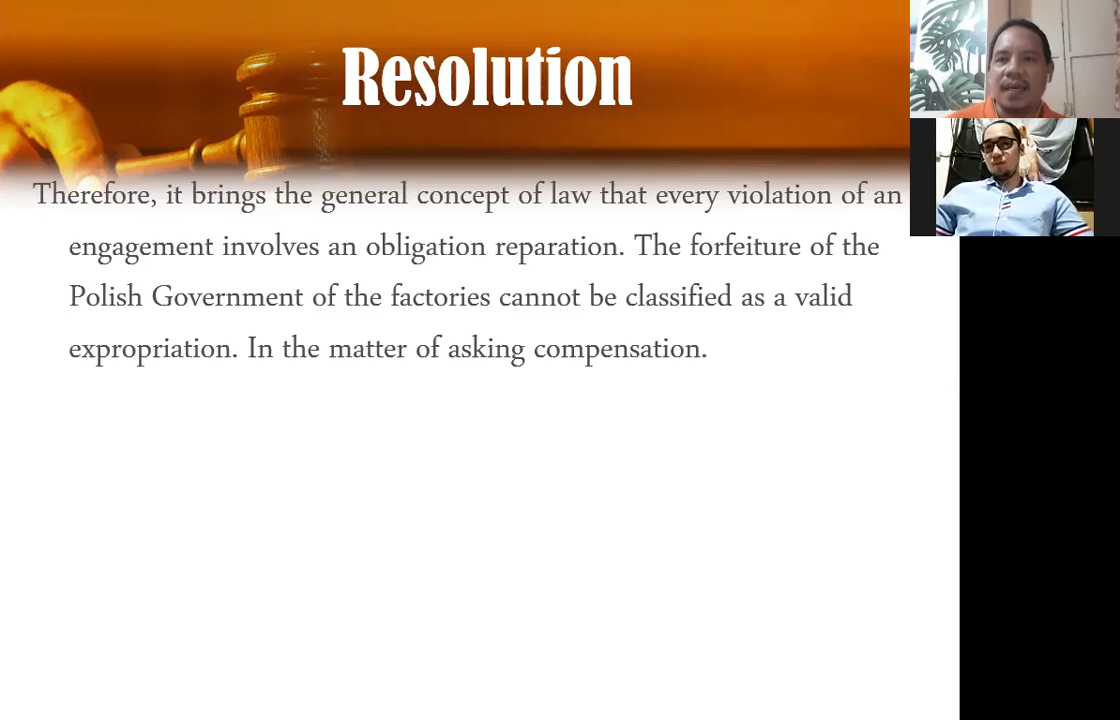 Resolution
Therefore, it brings the general concept of law that every violation of an
engagement involves an obligation reparation. The forfeiture of the
Polish Government of the factories cannot be classified as a valid
expropriation. In the matter of asking compensation.